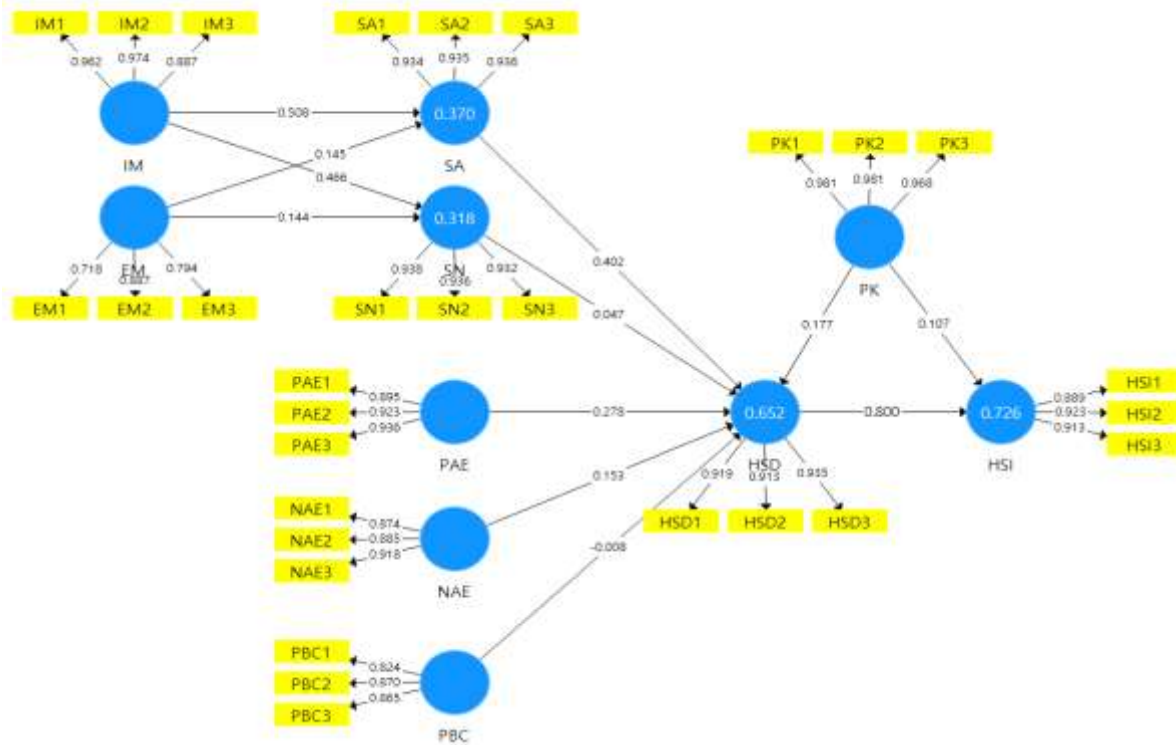 IM1 IM2 IM3 SA1 SA2 SA3
0.962 0.974 0.887 0.934 0.935 0.936
0.508 0.370
IM SA
PK1 PK2 PK3
0.145
0.466
0.981 0.981 0.968
0.144 0.318
EM SN
PK
0.718 0.887 0.794 0.938 0.936 0.932
EM1 EM2 EM3 SN1 SN2 SN3
0.402
0.047
0.177 0.107
PAE1
PAE2
PAE3
0.895
0.923
0.936
PAE
0.278
0.652
HSD
0.800
0.726
HSI
0.889
0.923
0.913
HSI1
HSI2
HSI3
0.153
0.919 0.913 0.935
HSD1 HSD2 HSD3
NAE1
NAE2
NAE3
0.874
0.885
0.918
NAE
-0.008
PBC1
PBC2
PBC3
0.824
0.870
0.865
PBC